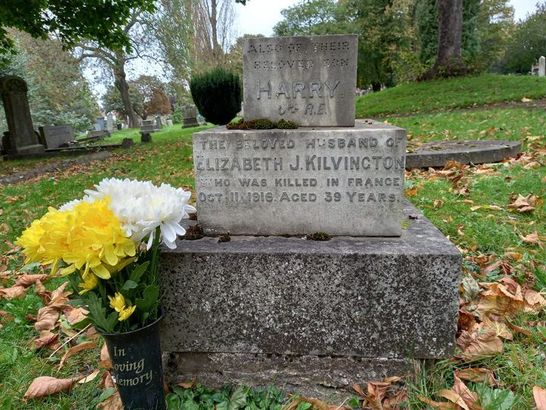 ALSO OF THEIR
BELOVED SON
HARRY.
R.E.
THE BELOVED HUSBAND OF
ELIZABETH J. KILVINGTON
WHO WAS KILLED IN FRANCE
OCT. 11. 1916. AGED 39 YEARS.
In
Loving
Memory